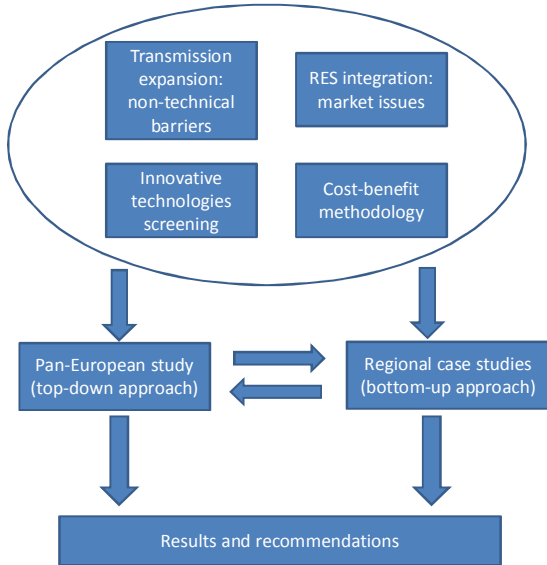 Transmission
expansion:
non-technical
barriers
RES integration:
market issues
Innovative
technologies
screening
Cost-benefit
methodology
Pan-European study
(top-down approach)
Regional case studies
(bottom-up approach)
Results and recommendations